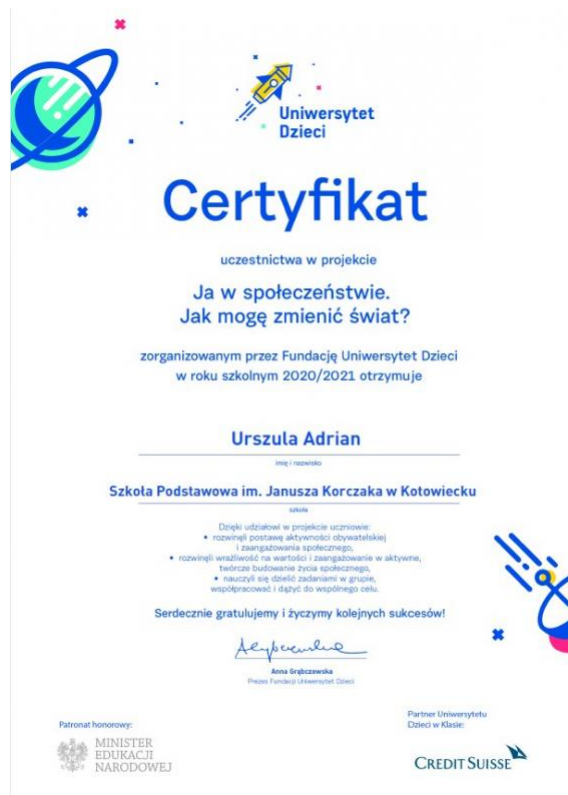 Uniwersytet
Dzieci
Certyfikat
uczestnictwa w projekcie
Ja w społeczeństwie.
Jak mogę zmienić świat?
zorganizowanym przez Fundację Uniwersytet Dzieci
w roku szkolnym 2020/2021 otrzymuje
Urszula Adrian
imię i nazwisko
Szkoła Podstawowa im. Janusza Korczaka w Kotowiecku
szkoła
Dzięki udziałowi w projekcie uczniowie:
• rozwinęli postawę aktywności obywatelskiej
i zaangażowania społecznego,
• rozwinęli wrażliwość na wartości i zaangażowanie w aktywne,
twórcze budowanie życia społecznego,
• nauczyli się dzielić zadaniami w grupie,
współpracować i dążyć do wspólnego celu.
Serdecznie gratulujemy i życzymy kolejnych sukcesów!
Anna Grąbczewska
Prezes Fundacji Uniwersytet Dzieci
Patronat honorowy:
MINISTER
EDUKACJI
NARODOWEJ
Partner Uniwersytetu
Dzieci w Klasie:
CREDIT SUISSE